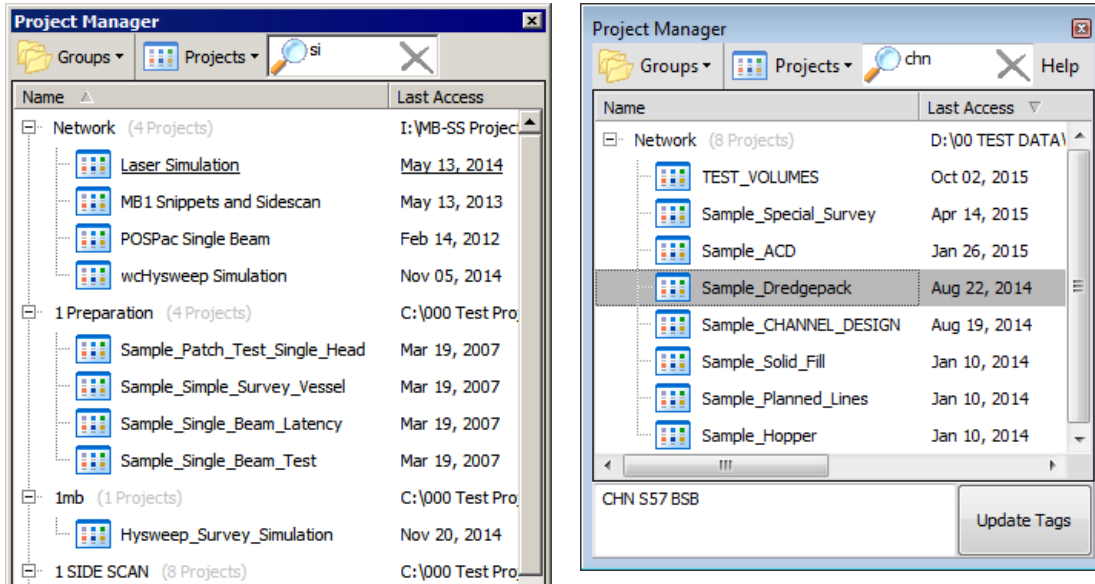 Project Manager
Groups Projects si
Name Last Access
Network (4 Projects) I:\MB-SS Project
Laser Simulation May 13, 2014
MB1 Snippets and Sidescan May 13, 2013
POSPac Single Beam Feb 14, 2012
wcHysweep Simulation Nov 05, 2014
1 Preparation (4 Projects) C:\000 Test Proj
Sample_Patch_Test_Single_Head Mar 19, 2007
Sample_Simple_Survey_Vessel Mar 19, 2007
Sample_Single_Beam_Latency Mar 19, 2007
Sample_Single_Beam_Test Mar 19, 2007
1mb (1 Projects) C:\000 Test Proj
Hysweep_Survey_Simulation Nov 20, 2014
1 SIDE SCAN (8 Projects) C:\000 Test Pro
Project Manager
Groups Projects chn Help
Name Last Access
Network (8 Projects) D:\00 TEST DATA\
TEST_VOLUMES Oct 02, 2015
Sample_Special_Survey Apr 14, 2015
Sample_ACD Jan 26, 2015
Sample_Dredgepack Aug 22, 2014
Sample_CHANNEL_DESIGN Aug 19, 2014
Sample_Solid_Fill Jan 10, 2014
Sample_Planned_Lines Jan 10, 2014
Sample_Hopper Jan 10, 2014
CHN S57 BSB
Update Tags